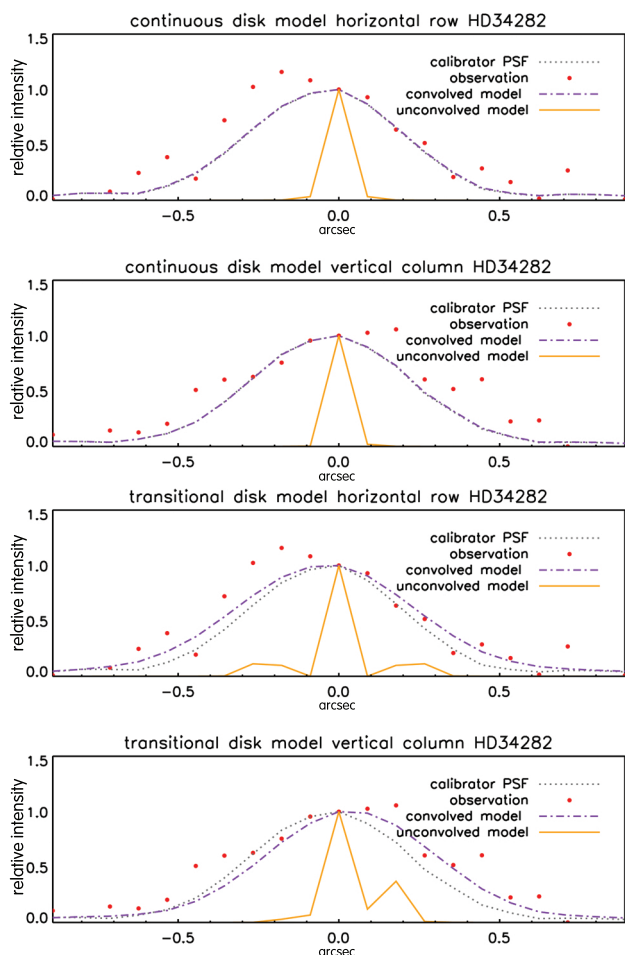 continuous disk model horizontal row HD34282
1.5
1.0
0.5
0.0
relative intensity
calibrator PSF
observation
convolved model
unconvolved model
-0.5 0.0 0.5
arcsec
continuous disk model vertical column HD34282
1.5
1.0
0.5
0.0
relative intensity
calibrator PSF
observation
convolved model
unconvolved model
-0.5 0.0 0.5
arcsec
transitional disk model horizontal row HD34282
1.5
1.0
0.5
0.0
relative intensity
calibrator PSF
observation
convolved model
unconvolved model
-0.5 0.0 0.5
arcsec
transitional disk model vertical column HD34282
1.5
1.0
0.5
0.0
relative intensity
calibrator PSF
observation
convolved model
unconvolved model
-0.5 0.0 0.5
arcsec